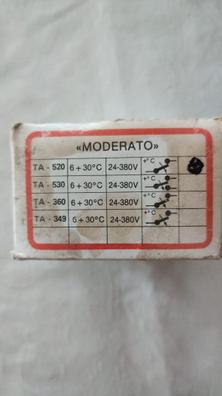 «MODERATO»
TA - 520 6 ÷ 30°C 24-380V +°C
TA - 530 6 ÷ 30°C 24-380V +°C
TA - 360 6 ÷ 30°C 24-380V +°C
TA - 349 6 ÷ 30°C 24-380V +°C